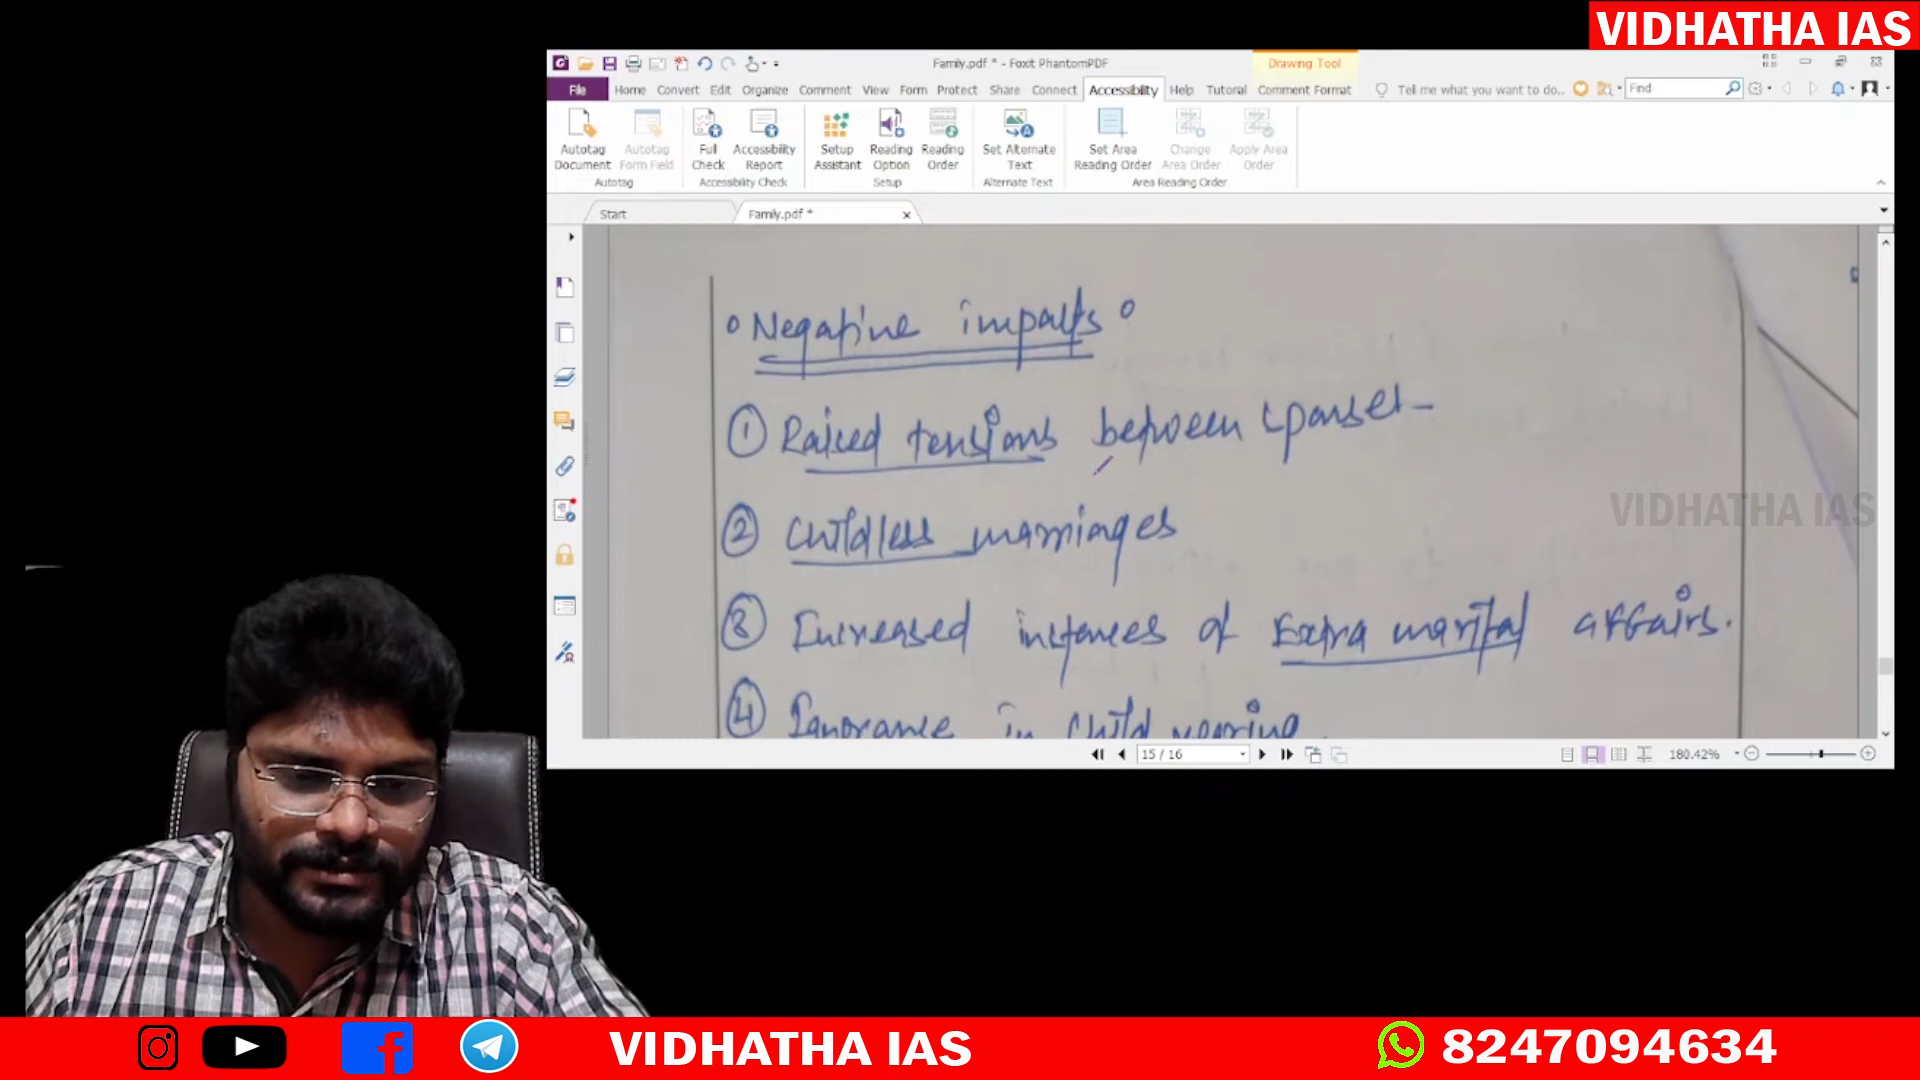 VIDHATHA IAS
Family.pdf * - Foxit PhantomPDF
Drawing Tool
File Home Convert Edit Organize Comment View Form Protect Share Connect Accessibility Help Tutorial Comment Format Tell me what you want to do.. Find
Autotag Document
Autotag Form Field
Full Check
Accessibility Report
Setup Assistant
Reading Option
Reading Order
Set Alternate Text
Set Area Reading Order
Change Area Order
Apply Area Order
Autotag Accessibility Check Setup Alternate Text Area Reading Order
Start Family.pdf *
Negative impacts
① Raised tensions between spouses
② Childless marriages
VIDHATHA IAS
③ Increased instances of Extra marital affairs.
④ Ignorance in child rearing
15 / 16 180.42%
VIDHATHA IAS 8247094634